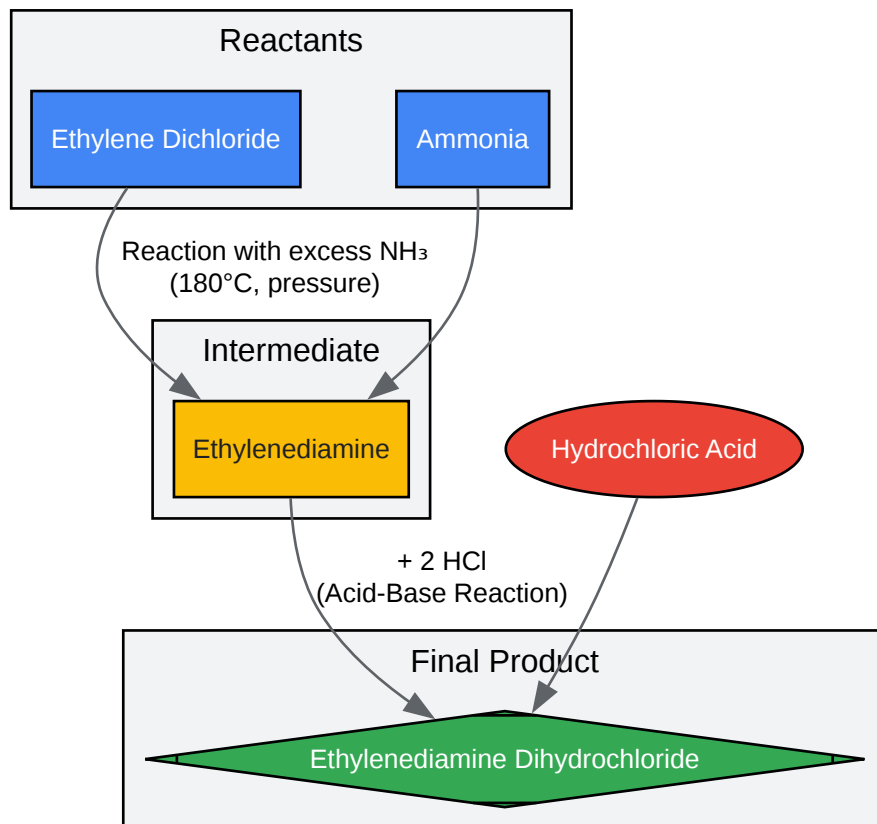 Reactants
Ethylene Dichloride
Ammonia
Reaction with excess NH₃
(180°C, pressure)
Intermediate
Ethylenediamine
Hydrochloric Acid
+ 2 HCl
(Acid-Base Reaction)
Final Product
Ethylenediamine Dihydrochloride